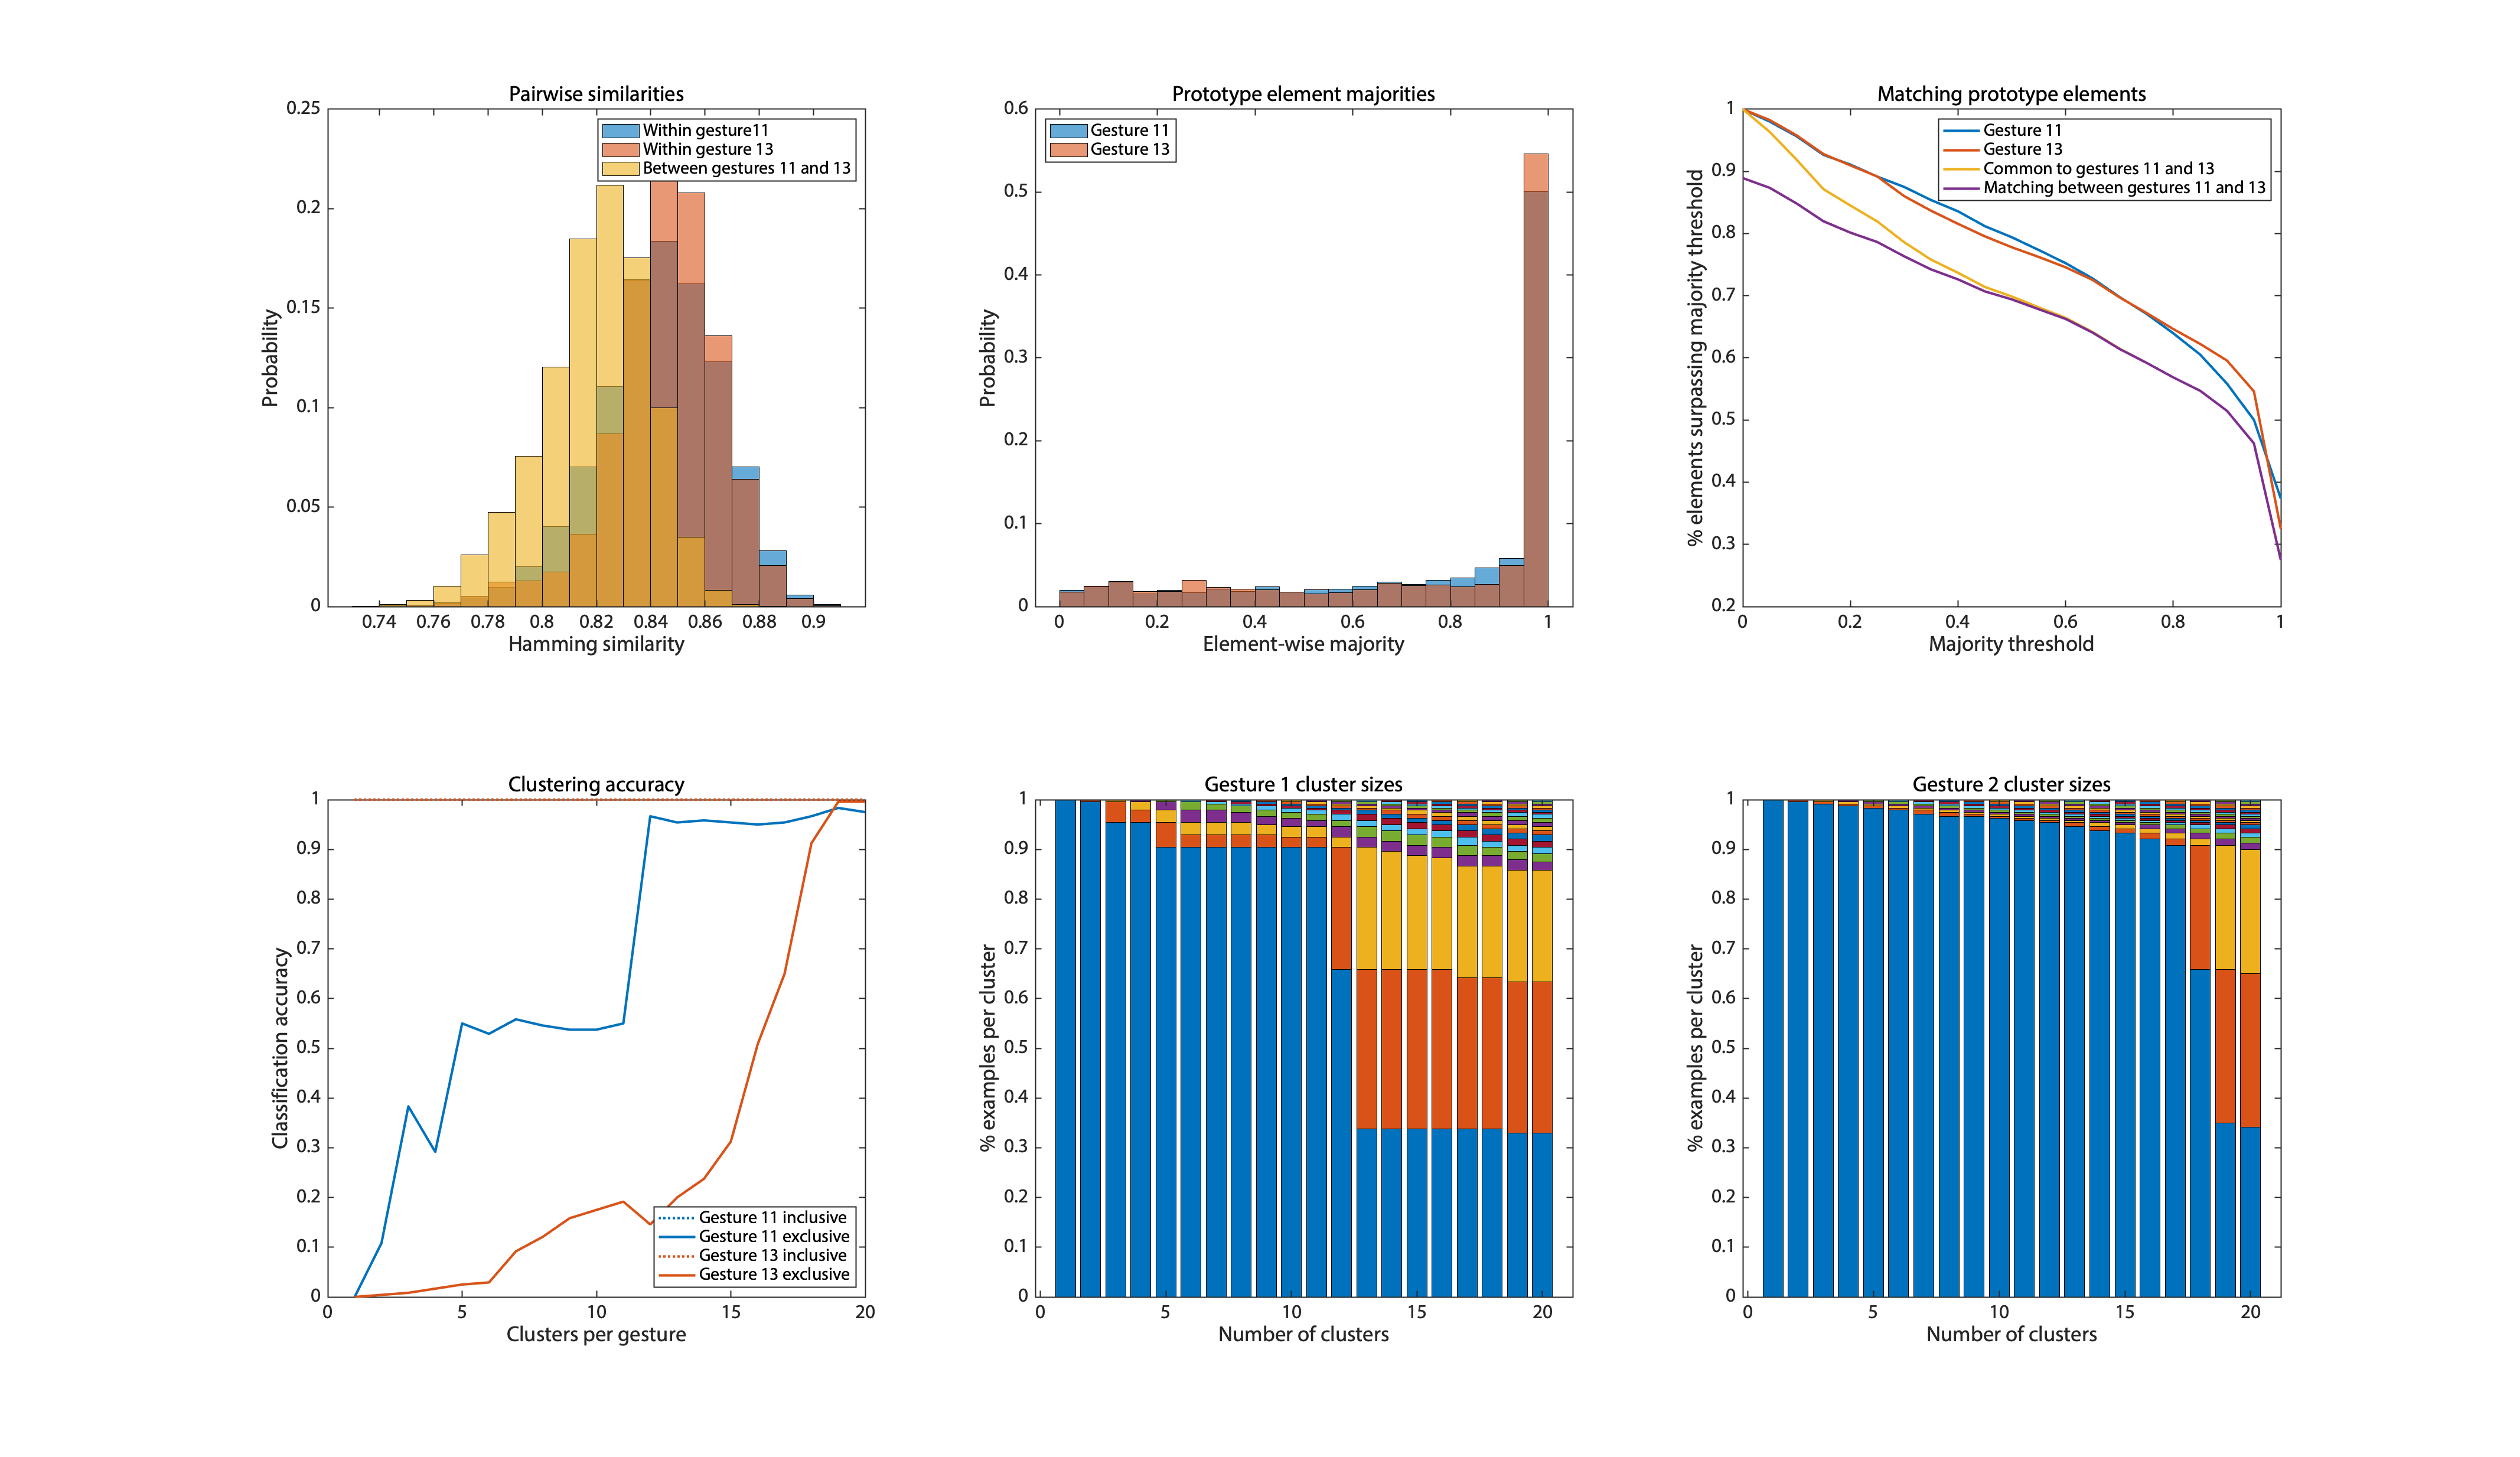 Pairwise similarities
0.25
0.2
0.15
0.1
0.05
0
Probability
Within gesture11
Within gesture 13
Between gestures 11 and 13
0.74 0.76 0.78 0.8 0.82 0.84 0.86 0.88 0.9
Hamming similarity
Prototype element majorities
0.6
0.5
0.4
0.3
0.2
0.1
0
Probability
Gesture 11
Gesture 13
0 0.2 0.4 0.6 0.8 1
Element-wise majority
Matching prototype elements
1
0.9
0.8
0.7
0.6
0.5
0.4
0.3
0.2
% elements surpassing majority threshold
Gesture 11
Gesture 13
Common to gestures 11 and 13
Matching between gestures 11 and 13
0 0.2 0.4 0.6 0.8 1
Majority threshold
Clustering accuracy
1
0.9
0.8
0.7
0.6
0.5
0.4
0.3
0.2
0.1
0
Classification accuracy
Gesture 11 inclusive
Gesture 11 exclusive
Gesture 13 inclusive
Gesture 13 exclusive
0 5 10 15 20
Clusters per gesture
Gesture 1 cluster sizes
1
0.9
0.8
0.7
0.6
0.5
0.4
0.3
0.2
0.1
0
% examples per cluster
0 5 10 15 20
Number of clusters
Gesture 2 cluster sizes
1
0.9
0.8
0.7
0.6
0.5
0.4
0.3
0.2
0.1
0
% examples per cluster
0 5 10 15 20
Number of clusters